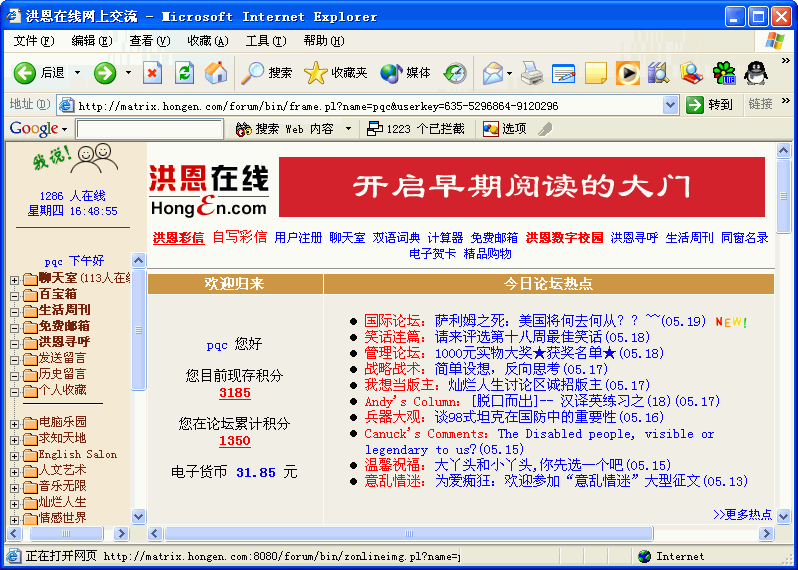 洪恩在线网上交流 - Microsoft Internet Explorer
文件(F) 编辑(E) 查看(V) 收藏(A) 工具(T) 帮助(H)
后退 搜索 收藏夹 媒体
地址(D) http://matrix.hongen.com/forum/bin/frame.pl?name=pqc&userkey=635-5296864-9120296 转到 链接
Google 搜索 Web 内容 1223 个已拦截 选项
我说!
1286 人在线
星期四 16:48:55
pqc 下午好
聊天室(113人在线
百宝箱
生活周刊
免费邮箱
洪恩寻呼
发送留言
历史留言
个人收藏
电脑乐园
求知天地
English Salon
人文艺术
音乐无限
灿烂人生
情感世界
洪恩在线
HongEn.com
开启早期阅读的大门
洪恩彩信 自写彩信 用户注册 聊天室 双语词典 计算器 免费邮箱 洪恩数字校园 洪恩寻呼 生活周刊 同窗名录
电子贺卡 精品购物
欢迎归来
pqc 您好
您目前现存积分
3185
您在论坛累计积分
1350
电子货币 31.85 元
今日论坛热点
国际论坛: 萨利姆之死: 美国将何去何从？？^^(05.19) NEW!
笑话连篇: 请来评选第十八周最佳笑话(05.18)
管理论坛: 1000元实物大奖★获奖名单★(05.18)
战略战术: 简单设想，反向思考(05.17)
我想当版主: 灿烂人生讨论区诚招版主(05.17)
Andy's Column: [脱口而出]-- 汉译英练习之(18)(05.17)
兵器大观: 谈98式坦克在国防中的重要性(05.16)
Canuck's Comments: The Disabled people, visible or
legendary to us?(05.15)
温馨祝福: 大丫头和小丫头,你先选一个吧(05.15)
意乱情迷: 为爱痴狂: 欢迎参加“意乱情迷”大型征文(05.13)
>>更多热点
正在打开网页 http://matrix.hongen.com:8080/forum/bin/zonlineimg.pl?name=p Internet